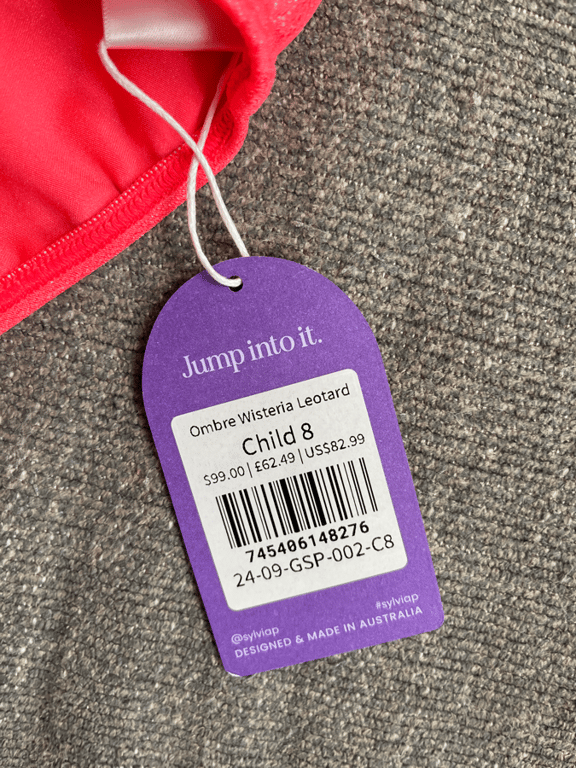 Jump into it.
Ombre Wisteria Leotard
Child 8
$99.00 | £62.49 | US$82.99
745406148276
24-09-GSP-002-C8
@sylviap #sylviap
DESIGNED & MADE IN AUSTRALIA